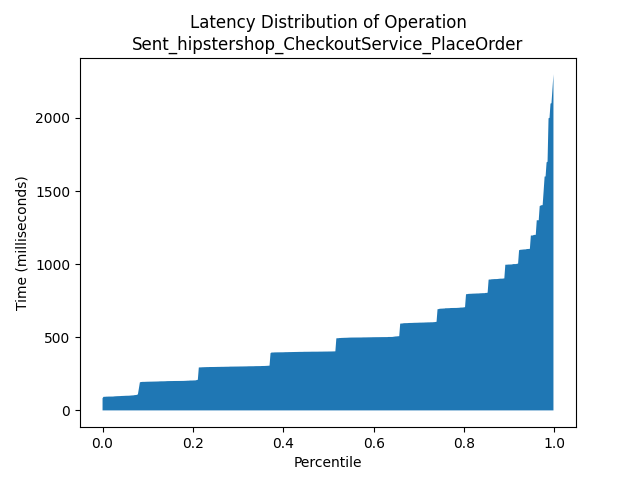 Latency Distribution of Operation
Sent_hipstershop_CheckoutService_PlaceOrder
Time (milliseconds)
2000
1500
1000
500
0
0.0 0.2 0.4 0.6 0.8 1.0
Percentile